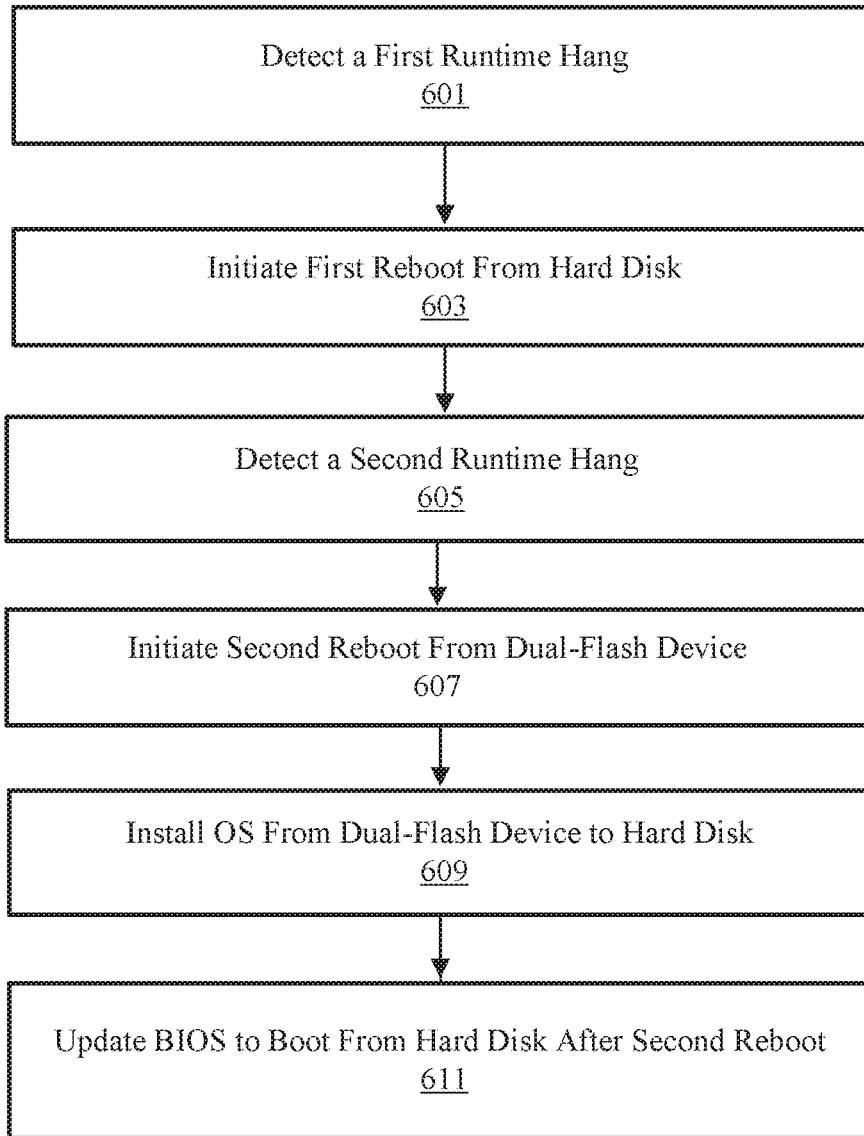 Detect a First Runtime Hang
601
Initiate First Reboot From Hard Disk
603
Detect a Second Runtime Hang
605
Initiate Second Reboot From Dual-Flash Device
607
Install OS From Dual-Flash Device to Hard Disk
609
Update BIOS to Boot From Hard Disk After Second Reboot
611